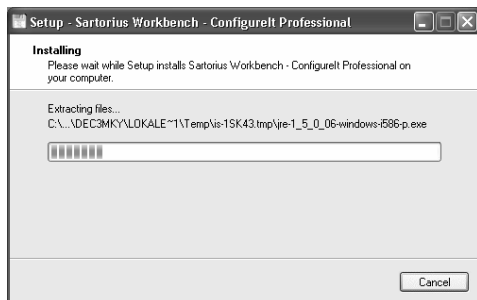 Setup - Sartorius Workbench - ConfigureIt Professional
Installing
Please wait while Setup installs Sartorius Workbench - ConfigureIt Professional on
your computer.
Extracting files...
C:\...\DEC3MKY\LOKALE~1\Temp\is-1SK43.tmp\jre-1_5_0_06-windows-i586-p.exe
Cancel